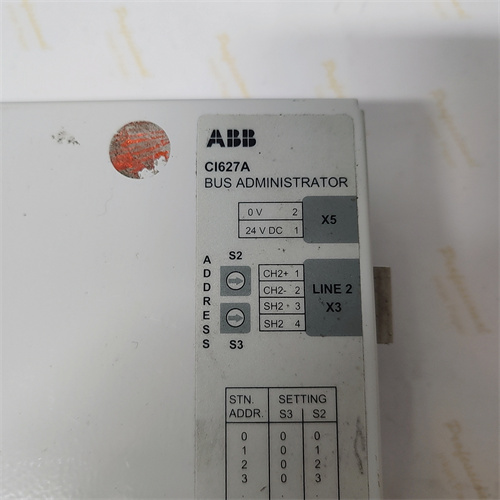 ABB
CI627A
BUS ADMINISTRATOR
0 V 2
24 V DC 1
X5
ADDRESS
S2
S3
CH2+ 1
CH2- 2
SH2 · 3
SH2 4
LINE 2
X3
STN. SETTING
ADDR. S3 S2
0 0 0
1 0 1
2 0 2
3 0 3